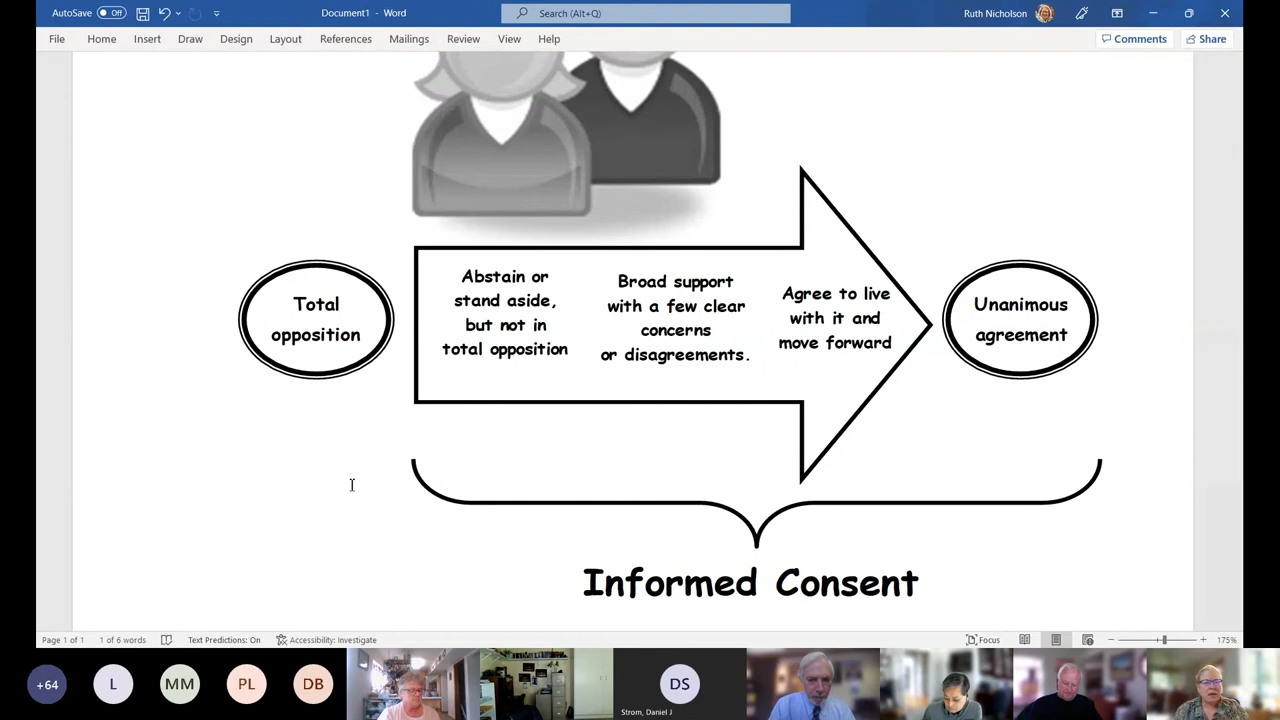 AutoSave Off Document1 - Word Search (Alt+Q) Ruth Nicholson
File Home Insert Draw Design Layout References Mailings Review View Help Comments Share
Total
opposition
Abstain or
stand aside,
but not in
total opposition
Broad support
with a few clear
concerns
or disagreements.
Agree to live
with it and
move forward
Unanimous
agreement
Informed Consent
Page 1 of 1 1 of 6 words Text Predictions: On Accessibility: Investigate Focus 175%
+64 L MM PL DB DS
Strom, Daniel J